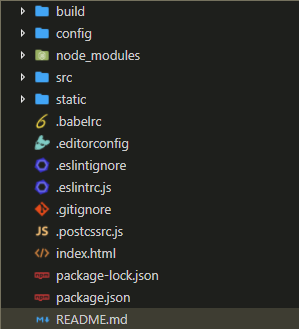 build
config
node_modules
src
static
.babelrc
.editorconfig
.eslintignore
.eslintrc.js
.gitignore
JS .postcssrc.js
index.html
package-lock.json
package.json
README.md